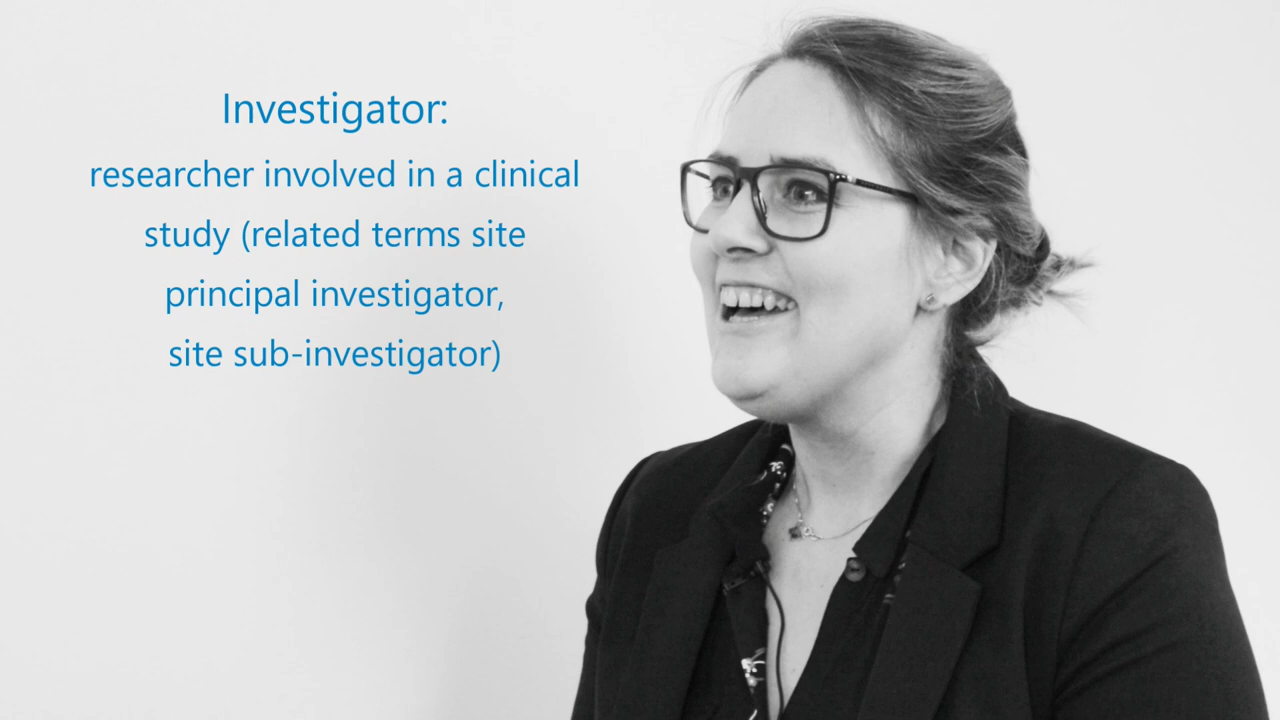 Investigator:
researcher involved in a clinical
study (related terms site
principal investigator,
site sub-investigator)